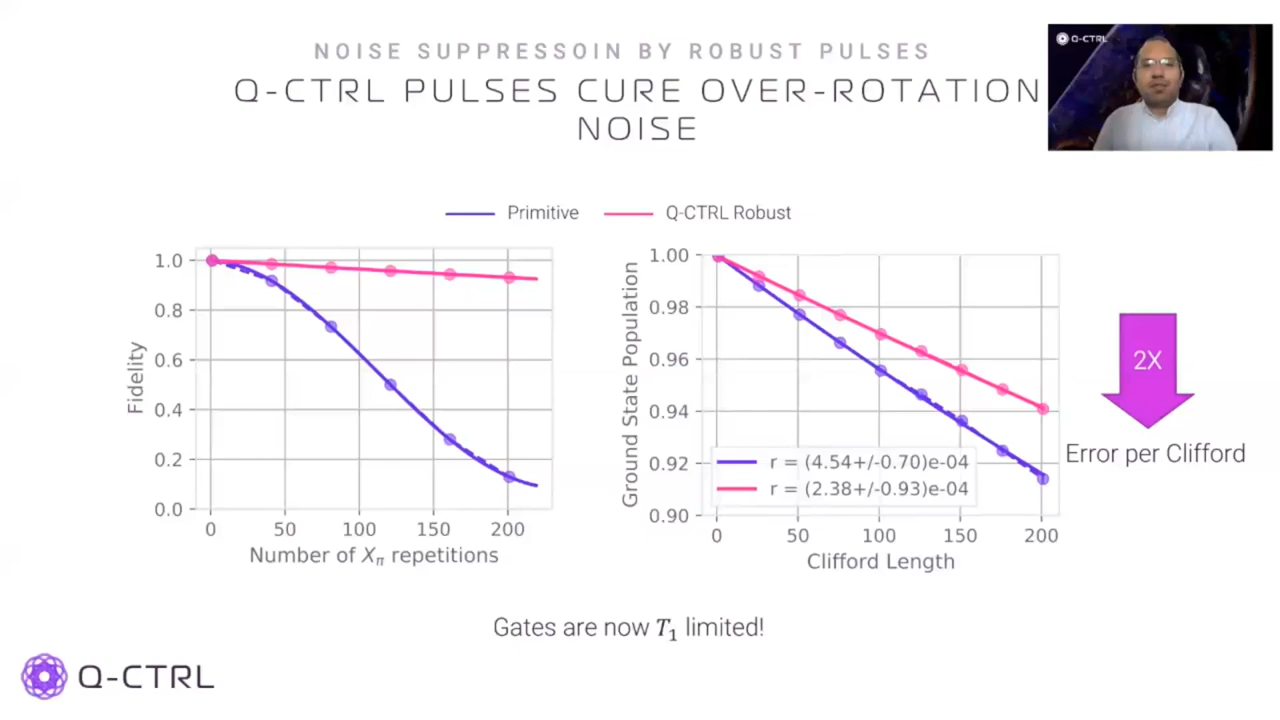 NOISE SUPPRESSOIN BY ROBUST PULSES
Q-CTRL PULSES CURE OVER-ROTATION
NOISE
Q-CTRL
Primitive
Q-CTRL Robust
1.0
0.8
0.6
0.4
0.2
0.0
Fidelity
0 50 100 150 200
Number of Xπ repetitions
1.00
0.98
0.96
0.94
0.92
0.90
Ground State Population
r = (4.54+/-0.70)e-04
r = (2.38+/-0.93)e-04
0 50 100 150 200
Clifford Length
2X
Error per Clifford
Gates are now T1 limited!
Q-CTRL